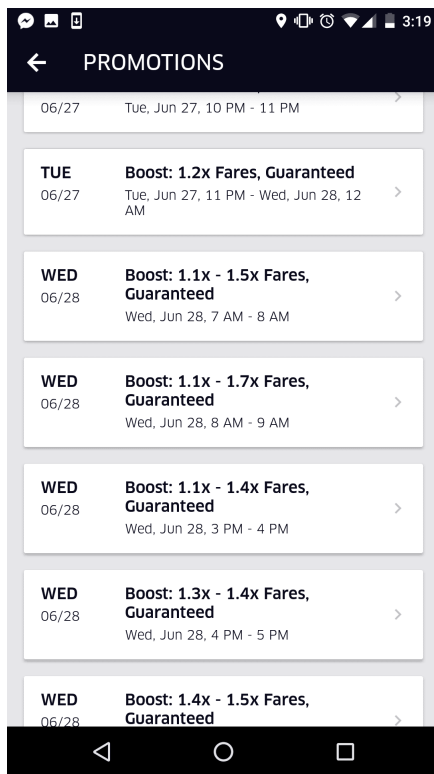 3:19
PROMOTIONS
06/27
Tue, Jun 27, 10 PM - 11 PM
TUE
Boost: 1.2x Fares, Guaranteed
06/27
Tue, Jun 27, 11 PM - Wed, Jun 28, 12
AM
WED
Boost: 1.1x - 1.5x Fares,
Guaranteed
06/28
Wed, Jun 28, 7 AM - 8 AM
WED
Boost: 1.1x - 1.7x Fares,
Guaranteed
06/28
Wed, Jun 28, 8 AM - 9 AM
WED
Boost: 1.1x - 1.4x Fares,
Guaranteed
06/28
Wed, Jun 28, 3 PM - 4 PM
WED
Boost: 1.3x - 1.4x Fares,
Guaranteed
06/28
Wed, Jun 28, 4 PM - 5 PM
WED
Boost: 1.4x - 1.5x Fares,
Guaranteed
06/28